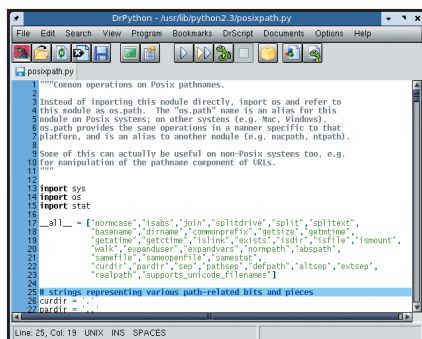 DrPython - /usr/lib/python2.3/posixpath.py
File Edit Search View Program Bookmarks DrScript Documents Options Help
posixpath.py
1 """Common operations on Posix pathnames.
2
3 Instead of importing this module directly, import os and refer to
4 this module as os.path.  The "os.path" name is an alias for this
5 module on Posix systems; on other systems (e.g. Mac, Windows),
6 os.path provides the same operations in a manner specific to that
7 platform, and is an alias to another module (e.g. macpath, ntpath).
8
9 Some of this can actually be useful on non-Posix systems too, e.g.
10 for manipulation of the pathname component of URLs.
11 """
12
13 import sys
14 import os
15 import stat
16
17 __all__ = ["normcase","isabs","join","splitdrive","split","splitext",
18 "basename","dirname","commonprefix","getsize","getmtime",
19 "getatime","getctime","islink","exists","isdir","isfile","ismount",
20 "walk","expanduser","expandvars","normpath","abspath",
21 "samefile","sameopenfile","samestat",
22 "curdir","pardir","sep","pathsep","defpath","altsep","extsep",
23 "realpath","supports_unicode_filenames"]
24
25 # strings representing various path-related bits and pieces
26 curdir = '.'
27 pardir = '..'
Line: 25, Col: 19 UNIX INS SPACES